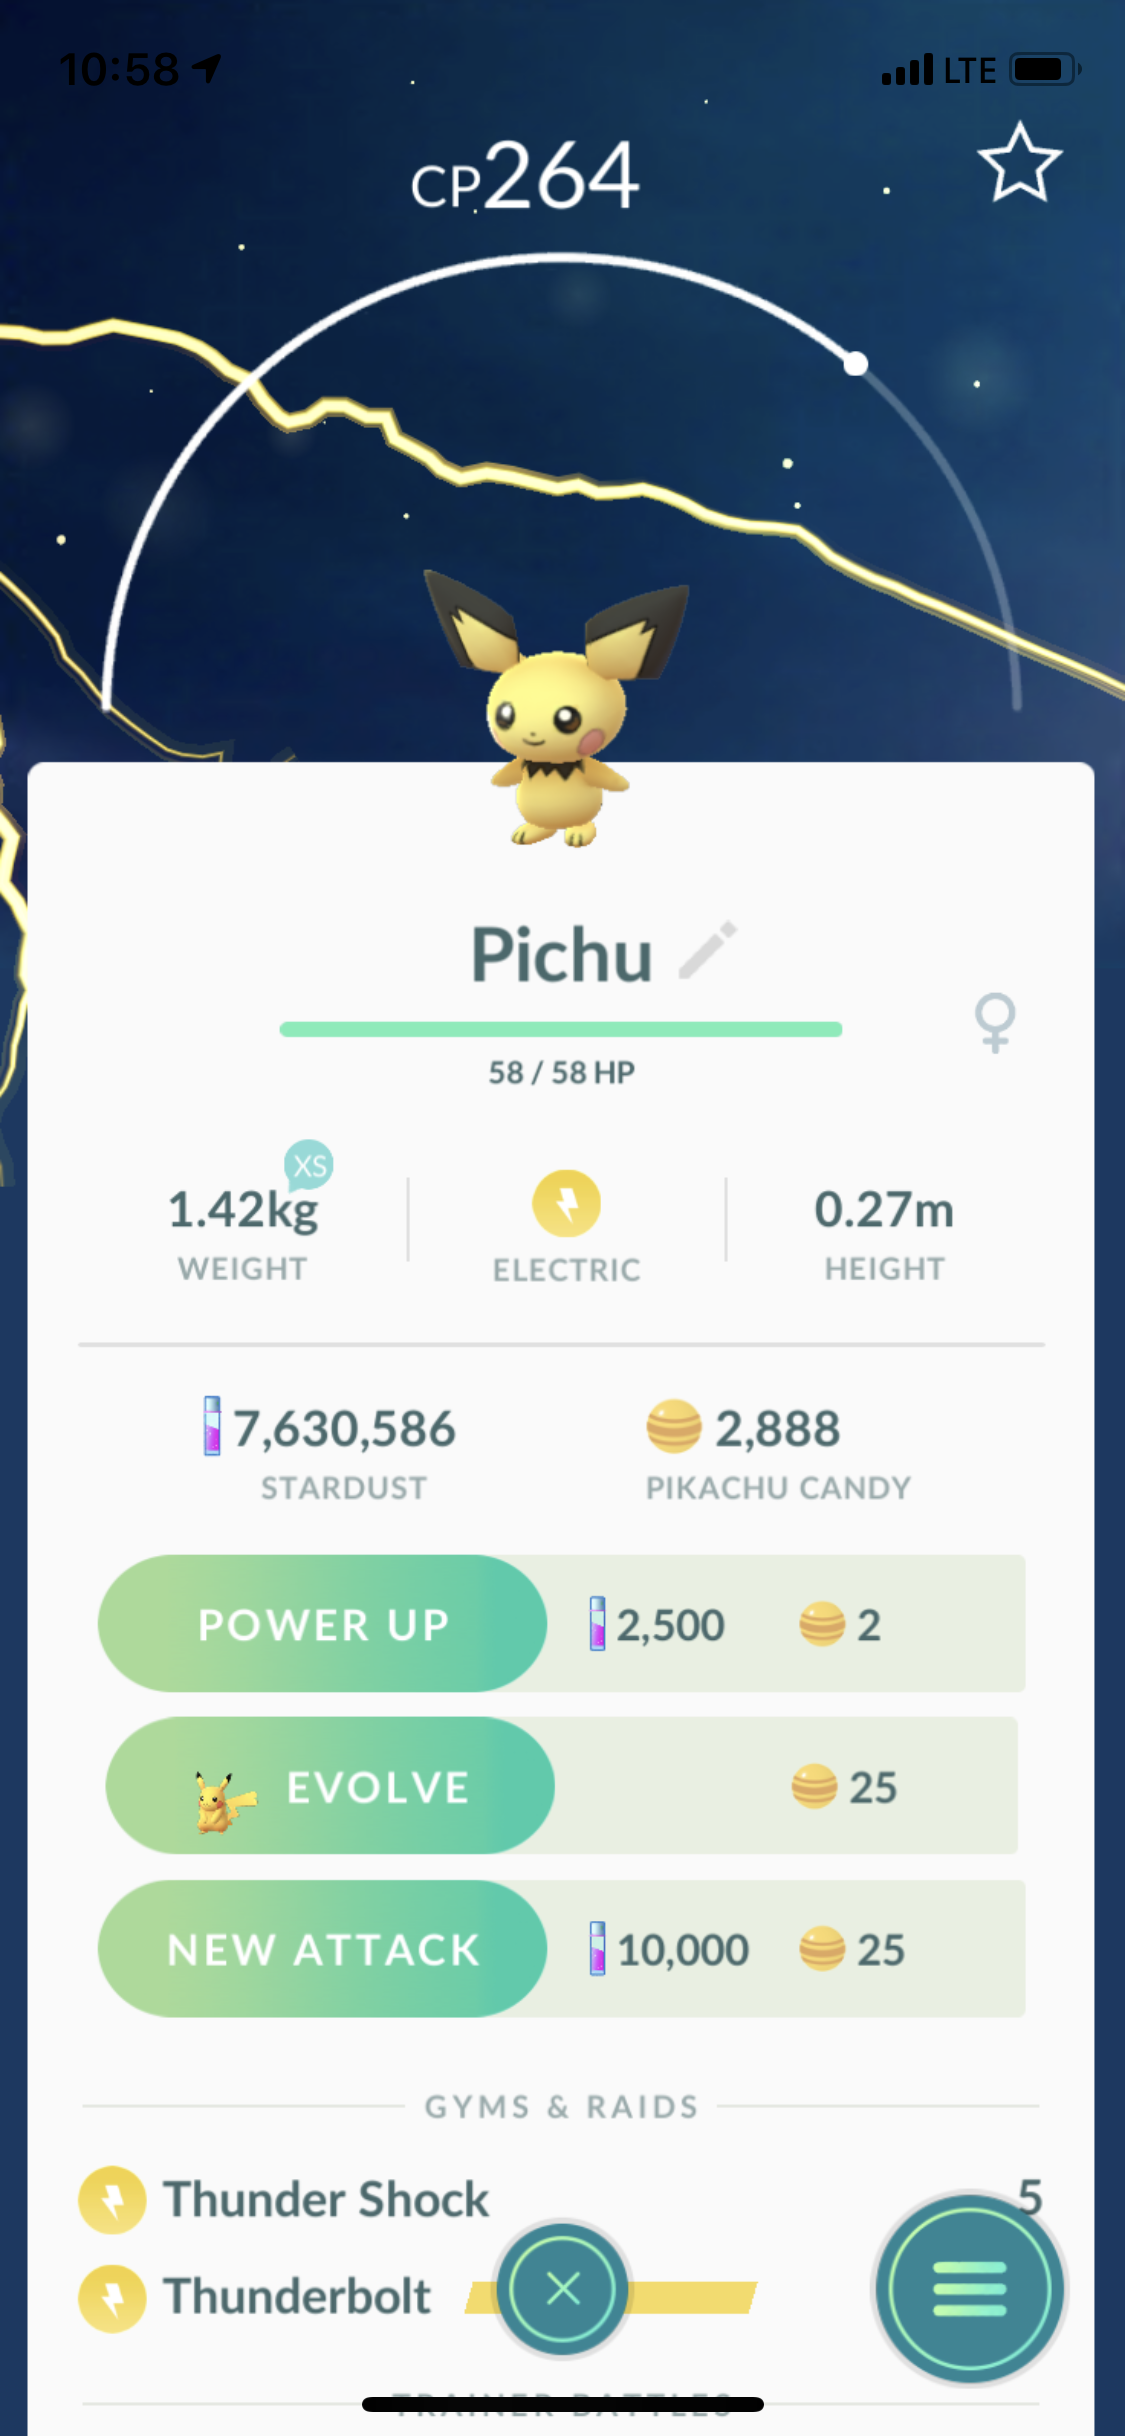 10:58 LTE
CP264
Pichu
58 / 58 HP
XS
1.42kg 0.27m
WEIGHT ELECTRIC HEIGHT
7,630,586 2,888
STARDUST PIKACHU CANDY
POWER UP 2,500 2
EVOLVE 25
NEW ATTACK 10,000 25
GYMS & RAIDS
Thunder Shock 5
Thunderbolt
TRAINER BATTLES